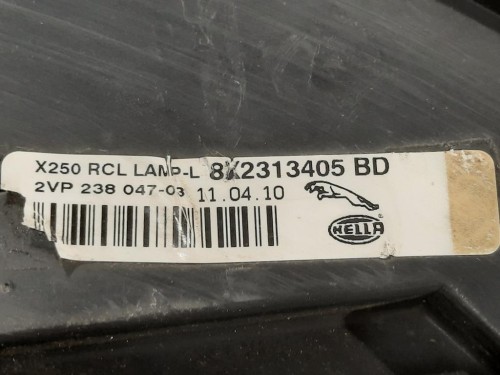 X250 RCL LAMP-L 8X2313405 BD
2VP 238 047-03 11.04.10
HELLA